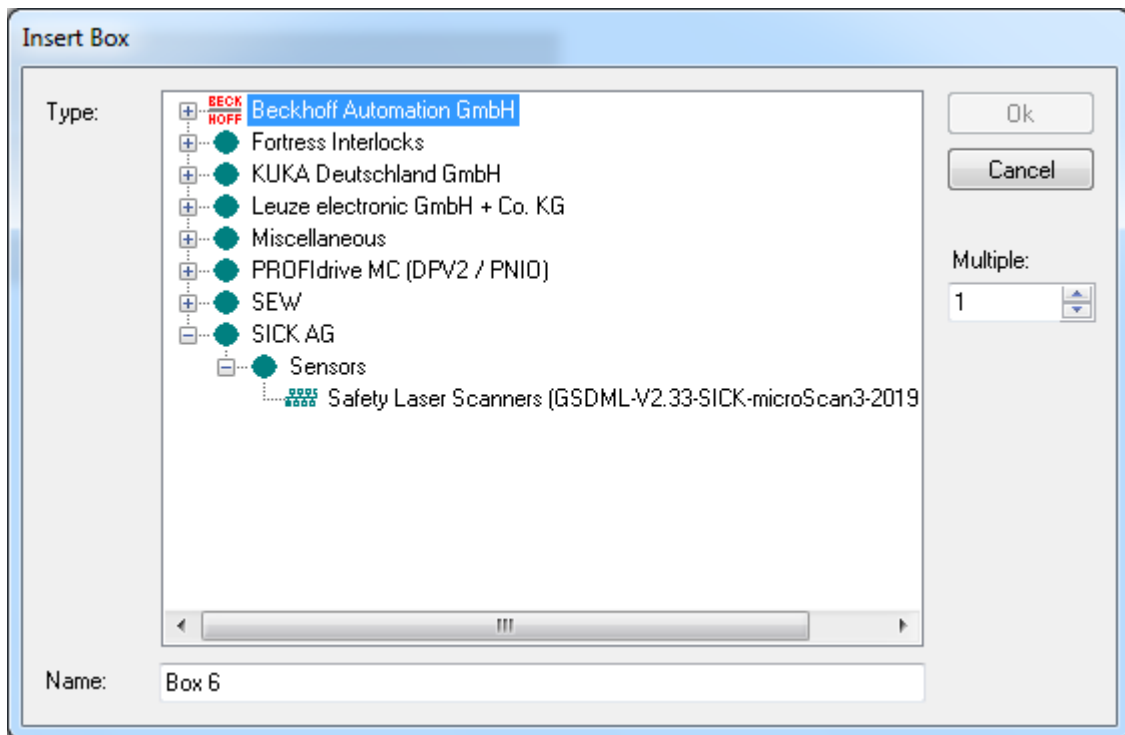 Insert Box
Type:
BECK
HOFF
Beckhoff Automation GmbH
Ok
Fortress Interlocks
KUKA Deutschland GmbH
Cancel
Leuze electronic GmbH + Co. KG
Miscellaneous
Multiple:
PROFIdrive MC (DPV2 / PNIO)
SEW
1
SICK AG
Sensors
Safety Laser Scanners (GSDML-V2.33-SICK-microScan3-2019
Name:
Box 6